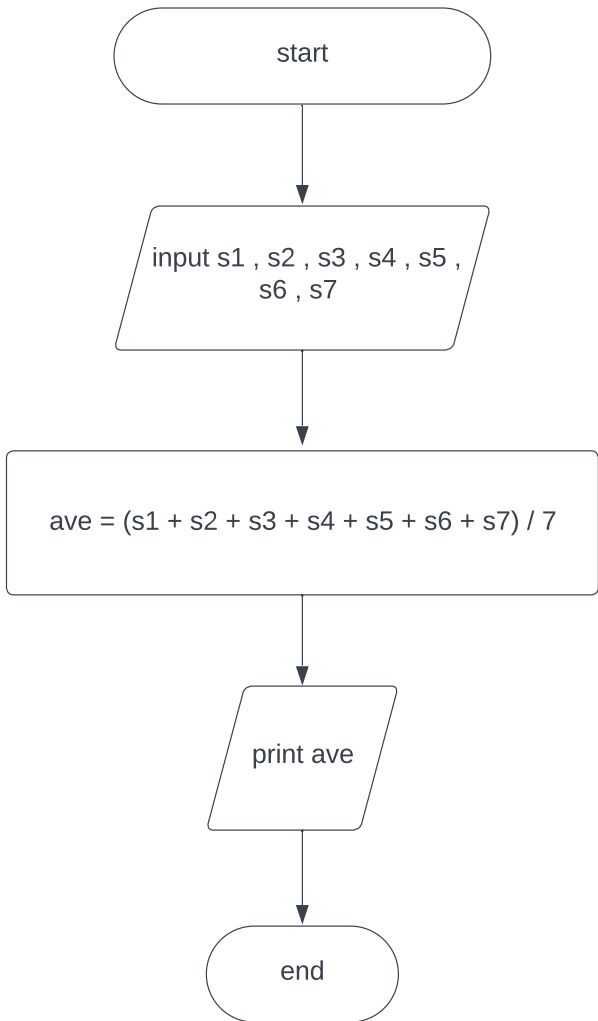 start
input s1 , s2 , s3 , s4 , s5 ,
s6 , s7
ave = (s1 + s2 + s3 + s4 + s5 + s6 + s7) / 7
print ave
end